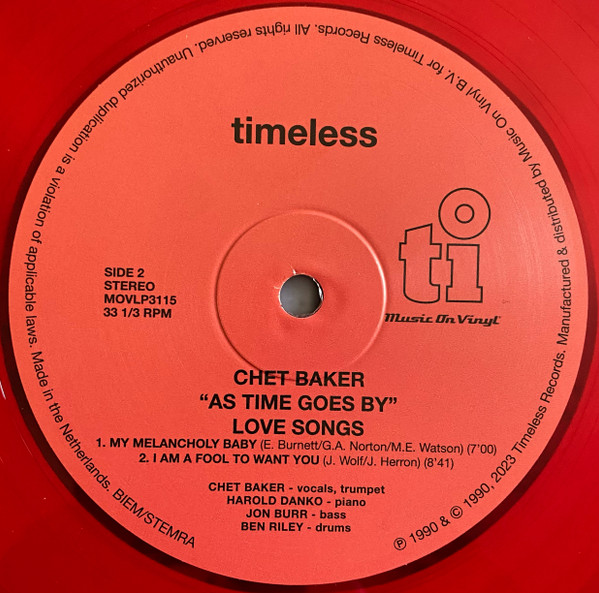 timeless
ti
Music On Vinyl
SIDE 2
STEREO
MOVLP3115
33 1/3 RPM
CHET BAKER
“AS TIME GOES BY”
LOVE SONGS
1. MY MELANCHOLY BABY (E. Burnett/G.A. Norton/M.E. Watson) (7'00)
2. I AM A FOOL TO WANT YOU (J. Wolf/J. Herron) (8'41)
CHET BAKER - vocals, trumpet
HAROLD DANKO - piano
JON BURR - bass
BEN RILEY - drums
℗ 1990 & © 1990, 2023 Timeless Records. Manufactured & distributed by Music On Vinyl B.V. for Timeless Records. All rights reserved. Unauthorized duplication is a violation of applicable laws. Made in the Netherlands. BIEM/STEMRA